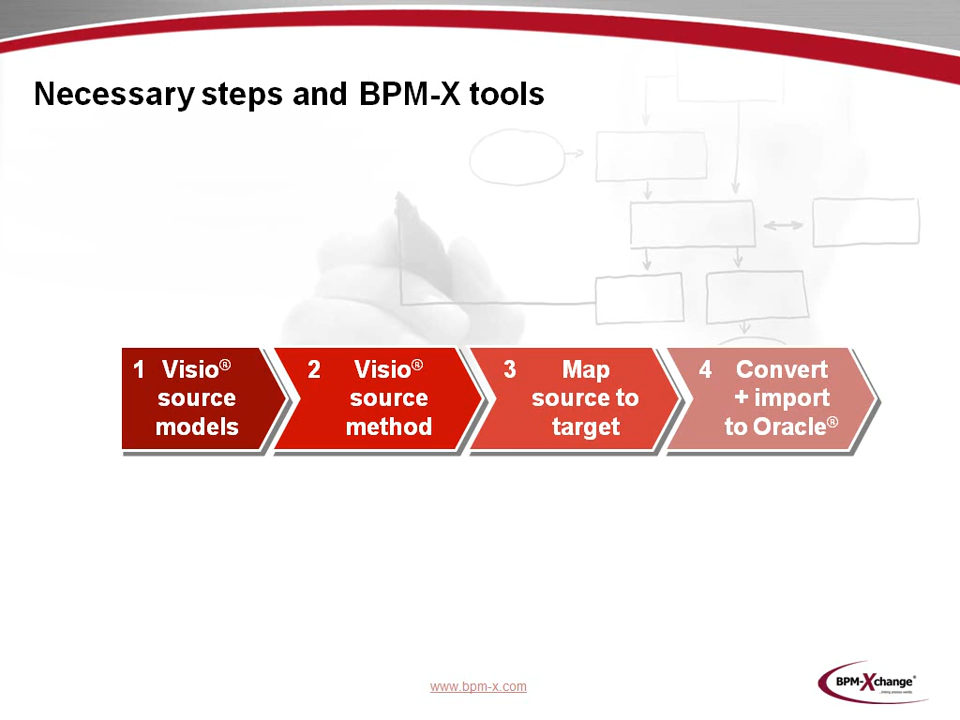 Necessary steps and BPM-X tools
1 Visio®
source
models
2 Visio®
source
method
3 Map
source to
target
4 Convert
+ import
to Oracle®
www.bpm-x.com
BPM-Xchange®